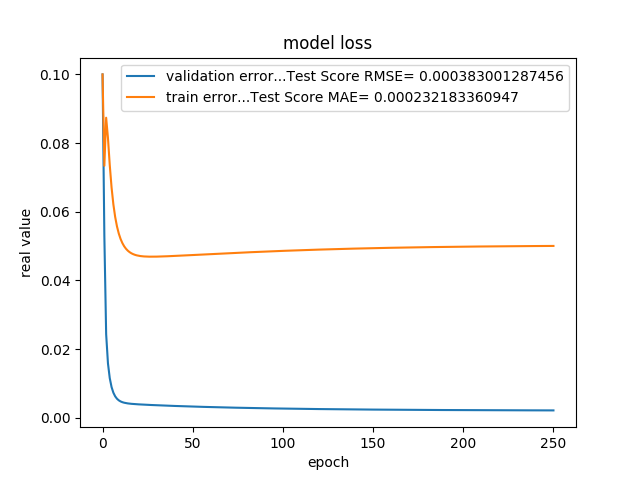 model loss
validation error...Test Score RMSE= 0.000383001287456
train error...Test Score MAE= 0.000232183360947
real value
0.10
0.08
0.06
0.04
0.02
0.00
0 50 100 150 200 250
epoch